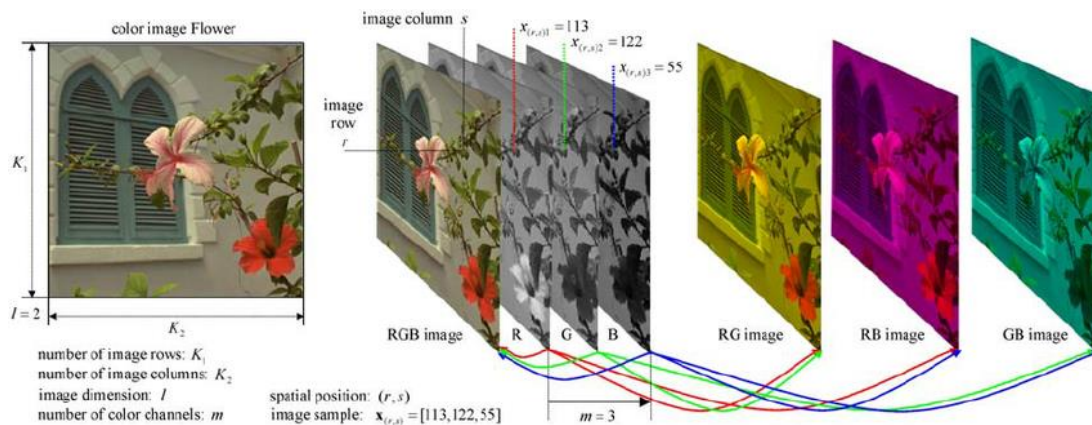 color image Flower
K₁
l = 2
K₂
number of image rows: K₁
number of image columns: K₂
image dimension: l
number of color channels: m
image column s
x₍r,s₎₁ = 113
x₍r,s₎₂ = 122
x₍r,s₎₃ = 55
image
row
r
RGB image
R
G
B
RG image
RB image
GB image
spatial position: (r, s)
image sample: x₍r,s₎ = [113,122,55]
m = 3